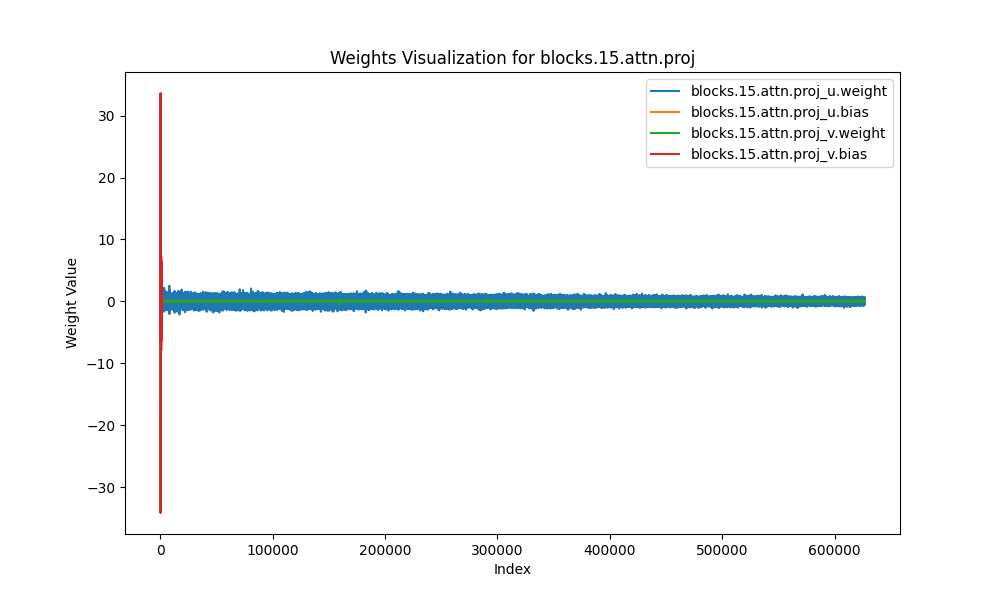 Weights Visualization for blocks.15.attn.proj
blocks.15.attn.proj_u.weight
blocks.15.attn.proj_u.bias
blocks.15.attn.proj_v.weight
blocks.15.attn.proj_v.bias
Weight Value
30
20
10
0
−10
−20
−30
0 100000 200000 300000 400000 500000 600000
Index